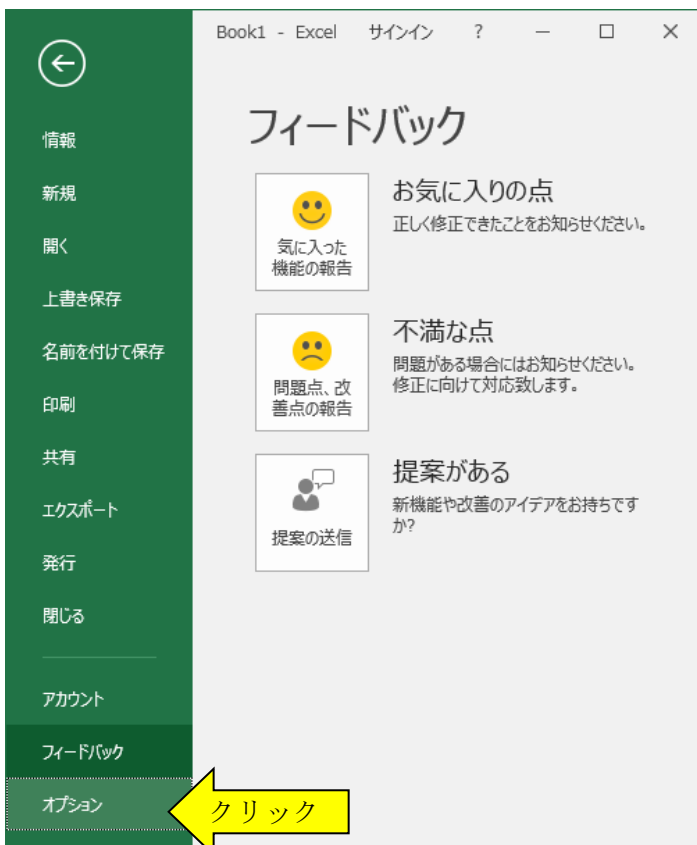 Book1 - Excel サインイン ?
情報
新規
開く
上書き保存
名前を付けて保存
印刷
共有
エクスポート
発行
閉じる
アカウント
フィードバック
オプション
クリック
フィードバック
気に入った
機能の報告
お気に入りの点
正しく修正できたことをお知らせください。
問題点、改
善点の報告
不満な点
問題がある場合にはお知らせください。
修正に向けて対応致します。
提案の送信
提案がある
新機能や改善のアイデアをお持ちです
か?